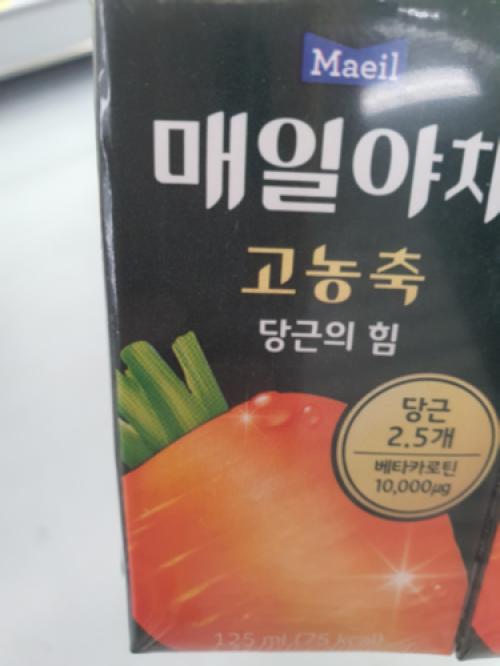 Maeil
매일야채
고농축
당근의 힘
당근
2.5개
베타카로틴
10,000μg
125 ml (75 kcal)